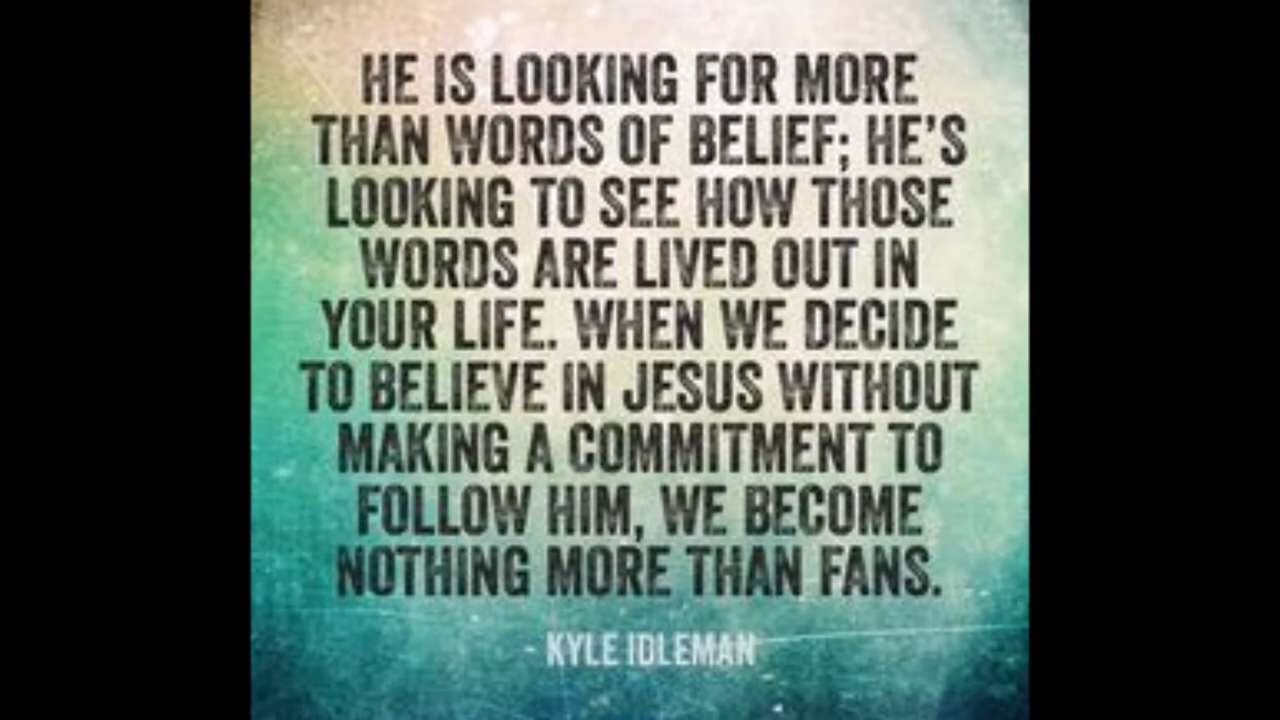 HE IS LOOKING FOR MORE
THAN WORDS OF BELIEF; HE'S
LOOKING TO SEE HOW THOSE
WORDS ARE LIVED OUT IN
YOUR LIFE. WHEN WE DECIDE
TO BELIEVE IN JESUS WITHOUT
MAKING A COMMITMENT TO
FOLLOW HIM, WE BECOME
NOTHING MORE THAN FANS.
- KYLE IDLEMAN